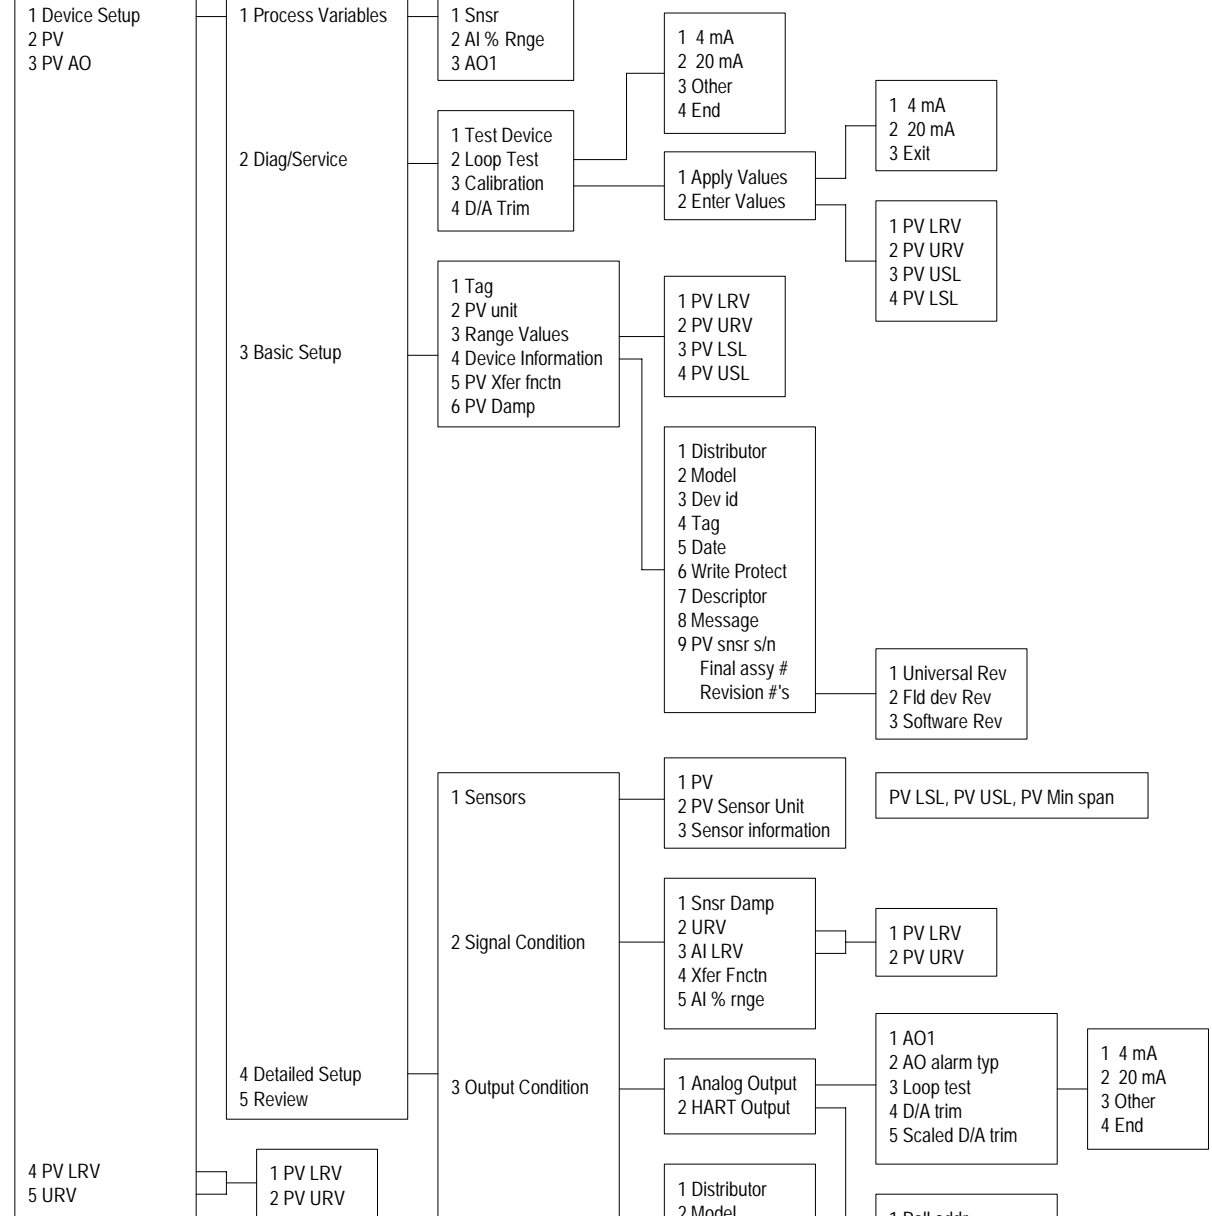 1 Device Setup
2 PV
3 PV AO
4 PV LRV
5 URV
1 PV LRV
2 PV URV
1 Process Variables
2 Diag/Service
3 Basic Setup
4 Detailed Setup
5 Review
1 Snsr
2 AI % Rnge
3 AO1
1 Test Device
2 Loop Test
3 Calibration
4 D/A Trim
1 4 mA
2 20 mA
3 Other
4 End
1 Apply Values
2 Enter Values
1 4 mA
2 20 mA
3 Exit
1 PV LRV
2 PV URV
3 PV USL
4 PV LSL
1 Tag
2 PV unit
3 Range Values
4 Device Information
5 PV Xfer fnctn
6 PV Damp
1 PV LRV
2 PV URV
3 PV LSL
4 PV USL
1 Distributor
2 Model
3 Dev id
4 Tag
5 Date
6 Write Protect
7 Descriptor
8 Message
9 PV snsr s/n
Final assy #
Revision #'s
1 Universal Rev
2 Fld dev Rev
3 Software Rev
1 Sensors
2 Signal Condition
3 Output Condition
1 PV
2 PV Sensor Unit
3 Sensor information
PV LSL, PV USL, PV Min span
1 Snsr Damp
2 URV
3 AI LRV
4 Xfer Fnctn
5 AI % rnge
1 PV LRV
2 PV URV
1 Analog Output
2 HART Output
1 AO1
2 AO alarm typ
3 Loop test
4 D/A trim
5 Scaled D/A trim
1 4 mA
2 20 mA
3 Other
4 End
1 Distributor
2 Model